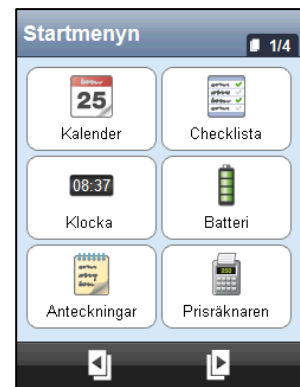 Startmenyn
1/4
25
Kalender
Checklista
08:37
Klocka
Batteri
Anteckningar
Prisräknaren